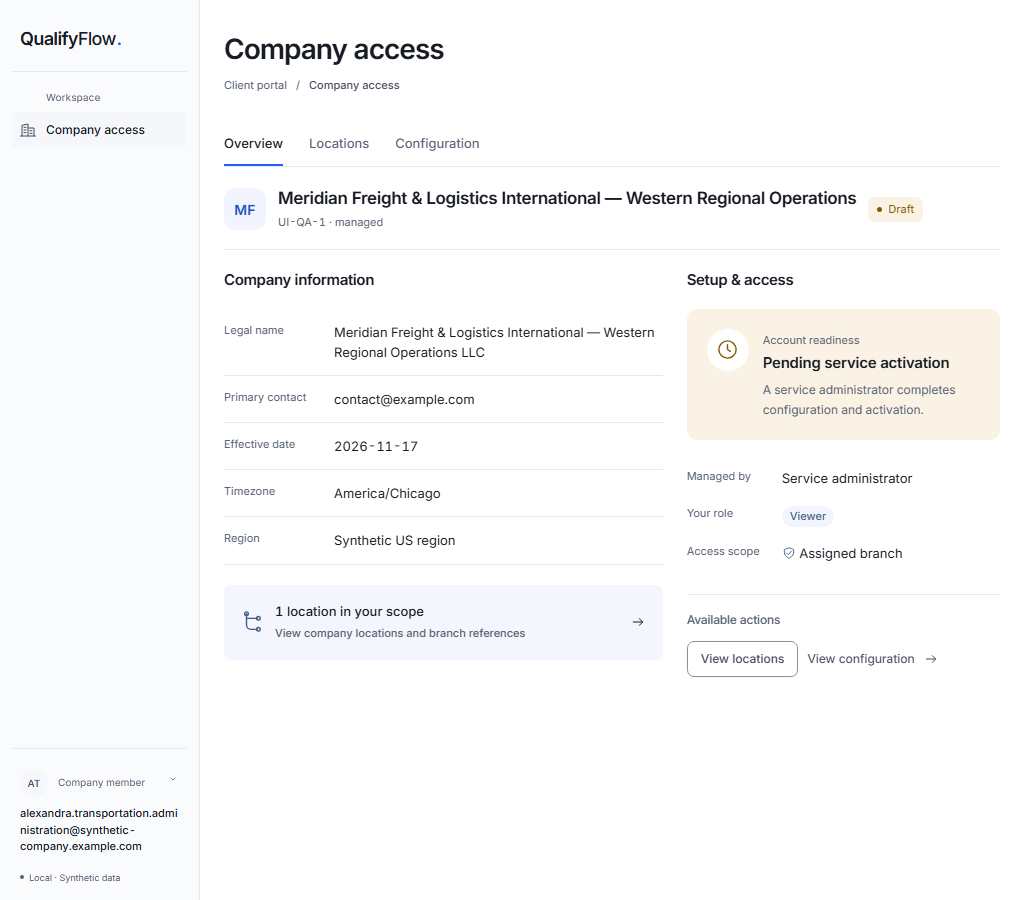 QualifyFlow.
Workspace
Company access
Company access
Client portal / Company access
Overview Locations Configuration
MF
Meridian Freight & Logistics International — Western Regional Operations
UI-QA-1 · managed
Draft
Company information
Legal name
Meridian Freight & Logistics International — Western
Regional Operations LLC
Primary contact
contact@example.com
Effective date
2026-11-17
Timezone
America/Chicago
Region
Synthetic US region
1 location in your scope
View company locations and branch references
Setup & access
Account readiness
Pending service activation
A service administrator completes
configuration and activation.
Managed by
Service administrator
Your role
Viewer
Access scope
Assigned branch
Available actions
View locations
View configuration
AT
Company member
alexandra.transportation.admi
nistration@synthetic-
company.example.com
Local · Synthetic data